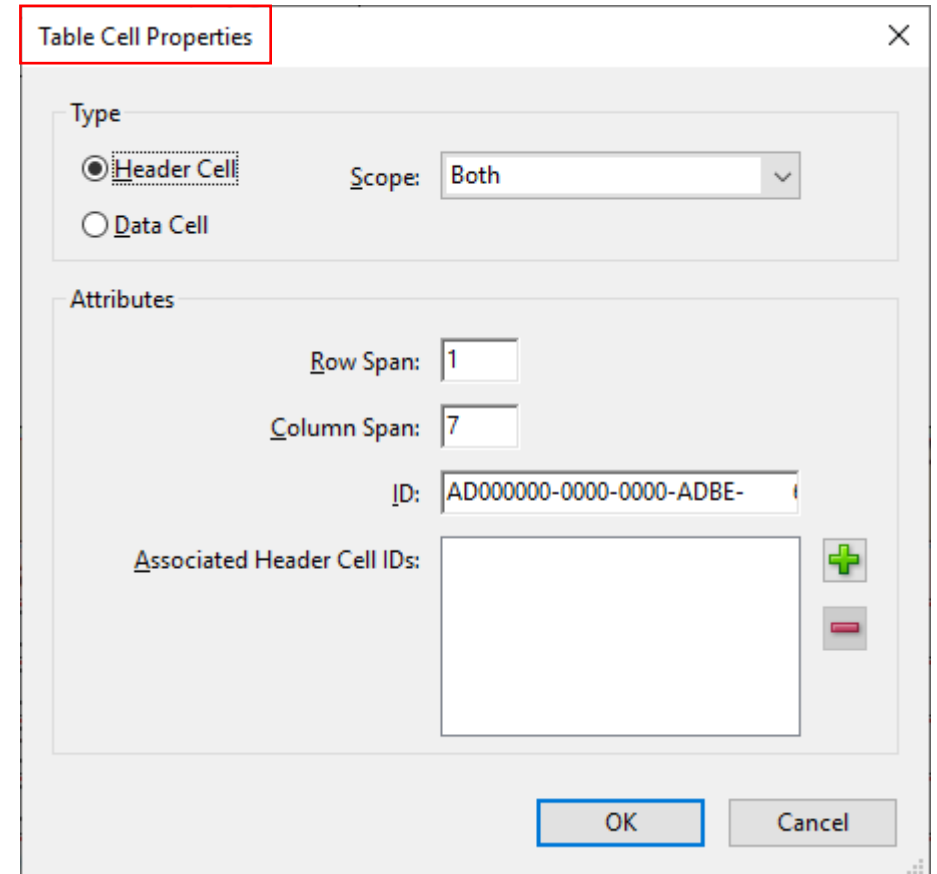 Table Cell Properties
Type
Header Cell
Scope: Both
Data Cell
Attributes
Row Span: 1
Column Span: 7
ID: AD000000-0000-0000-ADBE-
Associated Header Cell IDs:
OK Cancel